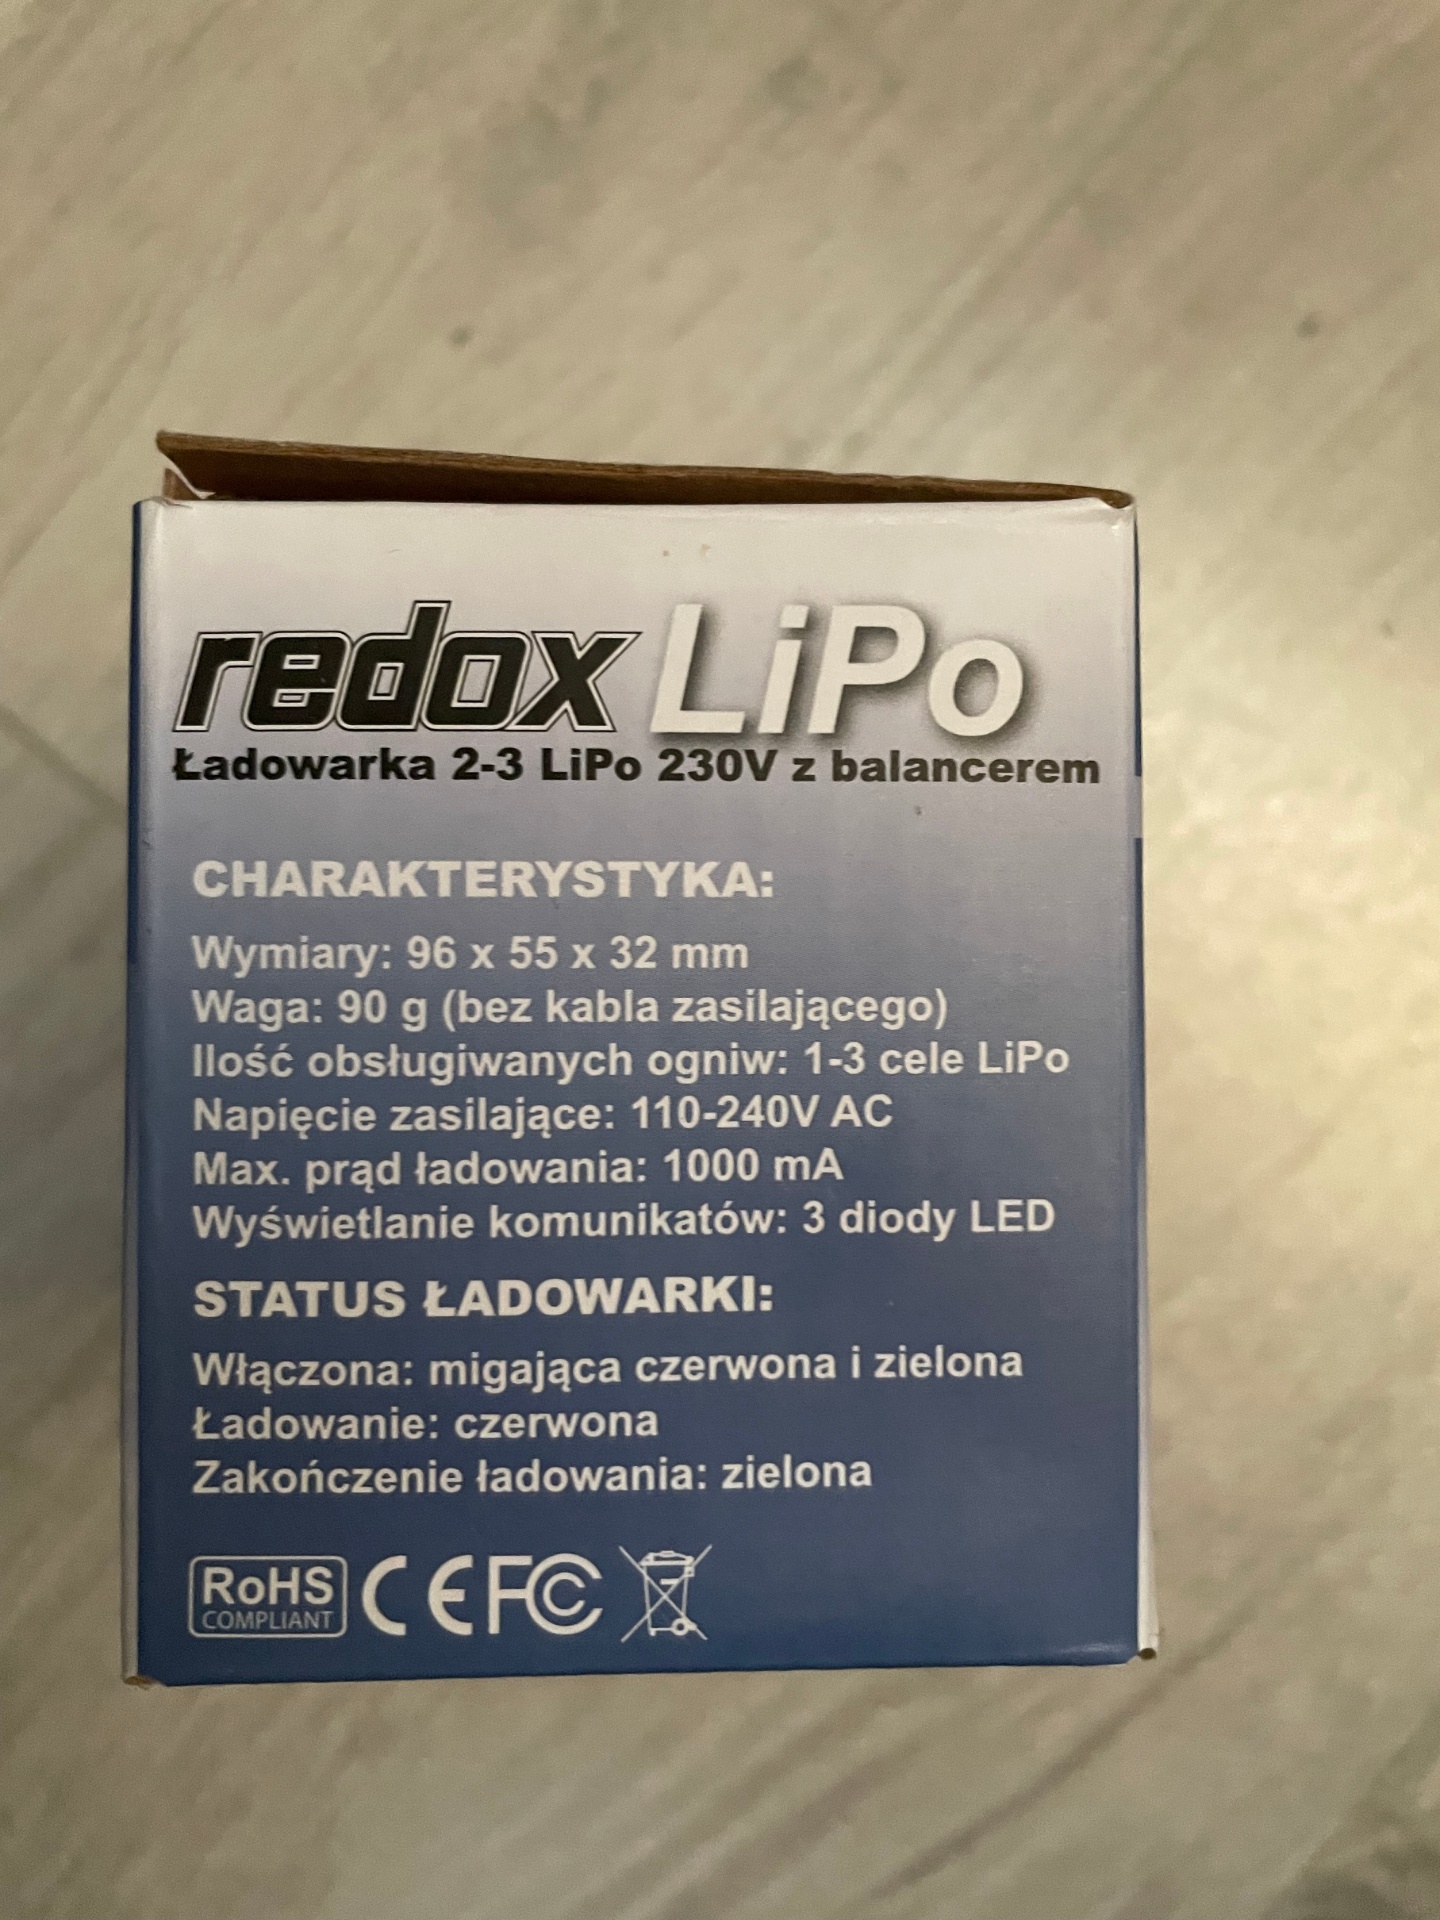 redox LiPo
Ładowarka 2-3 LiPo 230V z balancerem
CHARAKTERYSTYKA:
Wymiary: 96 x 55 x 32 mm
Waga: 90 g (bez kabla zasilającego)
Ilość obsługiwanych ogniw: 1-3 cele LiPo
Napięcie zasilające: 110-240V AC
Max. prąd ładowania: 1000 mA
Wyświetlanie komunikatów: 3 diody LED
STATUS ŁADOWARKI:
Włączona: migająca czerwona i zielona
Ładowanie: czerwona
Zakończenie ładowania: zielona
RoHS CE FC
COMPLIANT